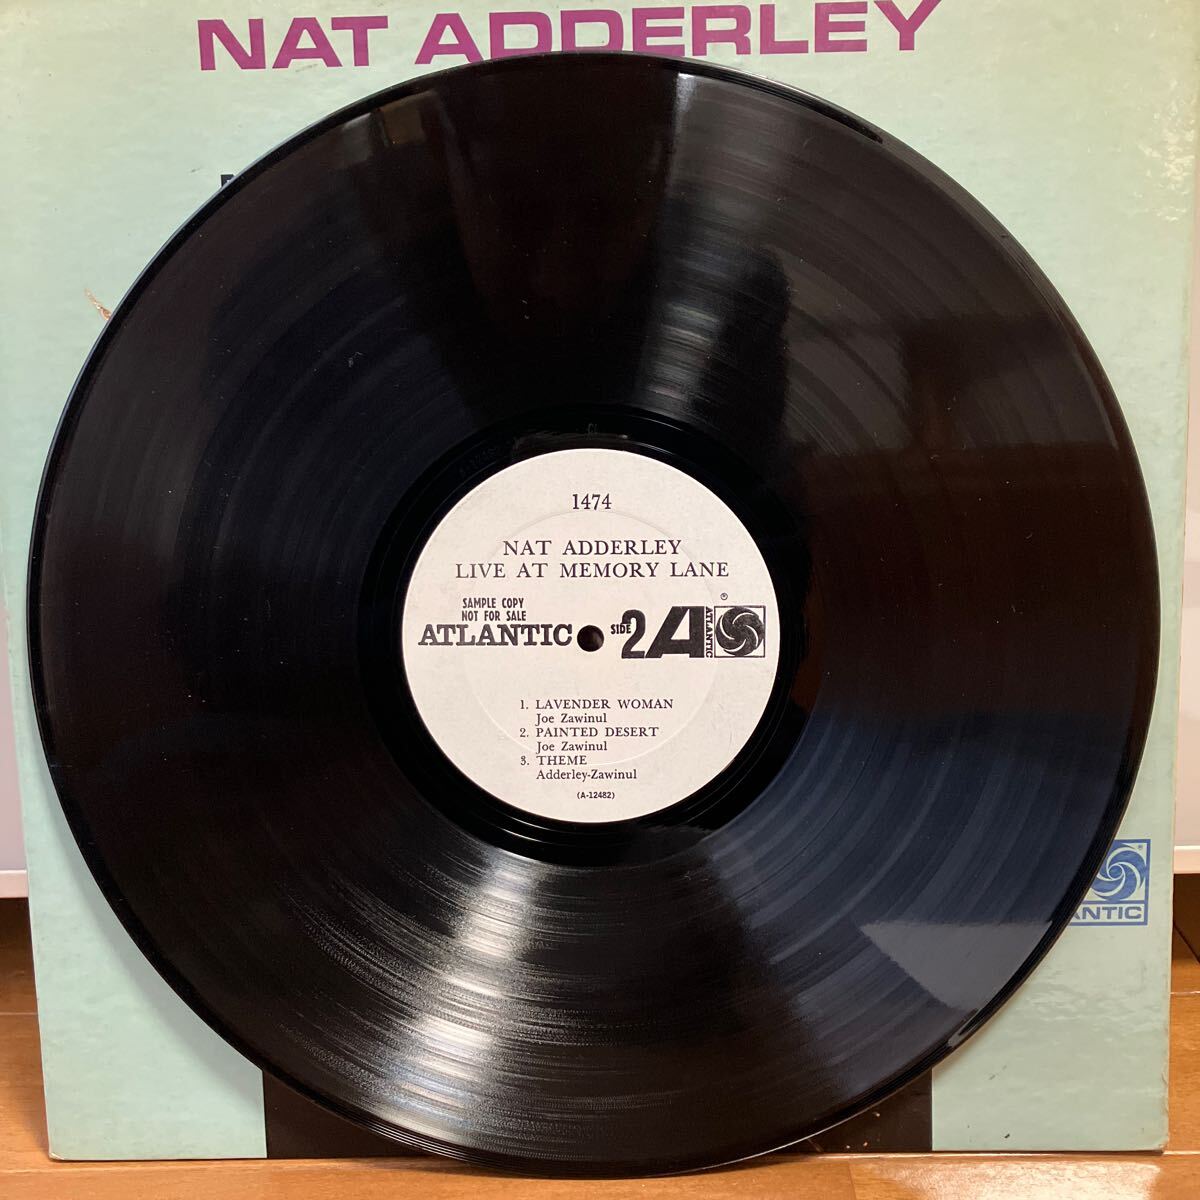 NAT ADDERLEY
1474
NAT ADDERLEY
LIVE AT MEMORY LANE
SAMPLE COPY
NOT FOR SALE
ATLANTIC SIDE 2 A ATLANTIC ®
1. LAVENDER WOMAN
Joe Zawinul
2. PAINTED DESERT
Joe Zawinul
3. THEME
Adderley-Zawinul
(A-12482)
ANTIC